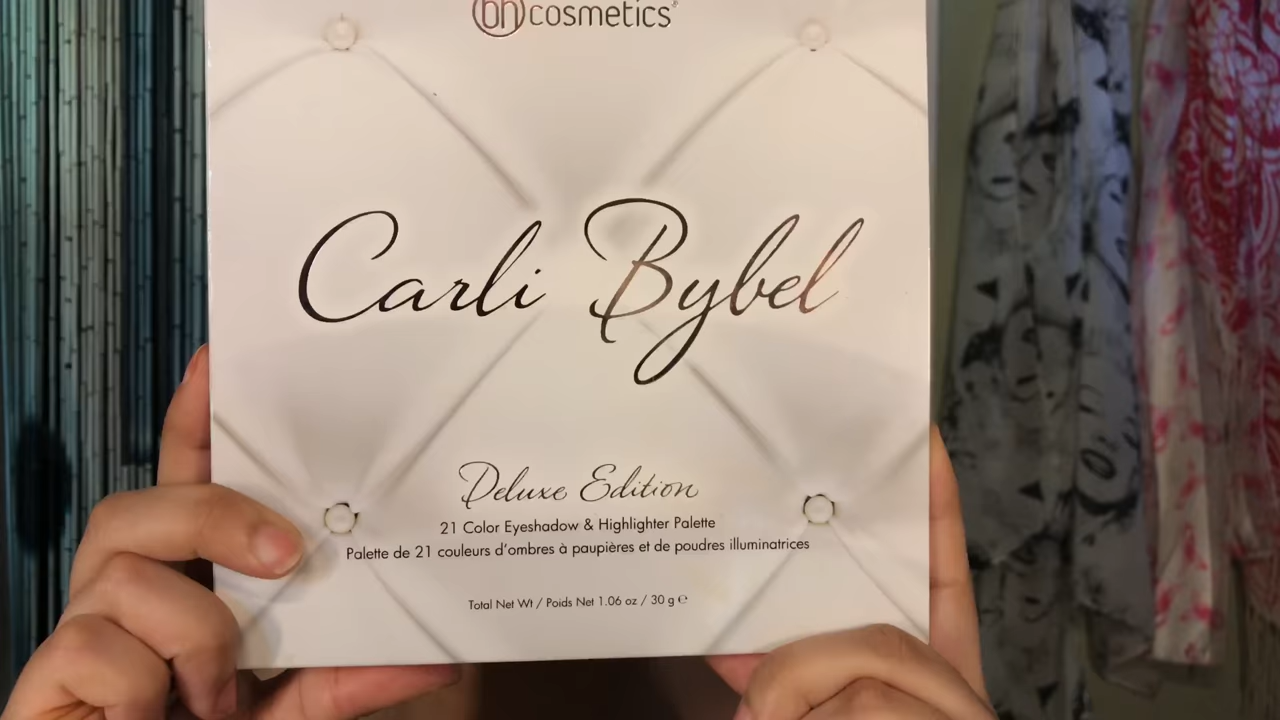 bh cosmetics
Carli Bybel
Deluxe Edition
21 Color Eyeshadow & Highlighter Palette
Palette de 21 couleurs d'ombres à paupières et de poudres illuminatrices
Total Net Wt / Poids Net 1.06 oz / 30 g ℮